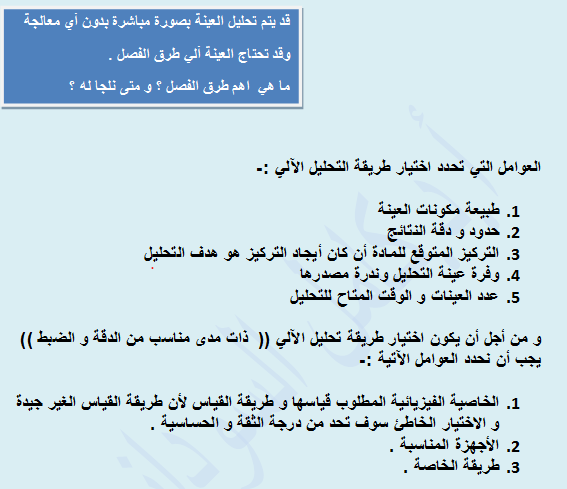 قد يتم تحليل العينة بصورة مباشرة بدون آي معالجة
وقد تحتاج العينة آلي طرق الفصل .
ما هي اهم طرق الفصل ؟ و متى نلجا له ؟
العوامل التي تحدد اختيار طريقة التحليل الآلي :-
1. طبيعة مكونات العينة
2. حدود و دقة النتائج
3. التركيز المتوقع للمادة أن كان أيجاد التركيز هو هدف التحليل
4. وفرة عينة التحليل وندرة مصدرها
5. عدد العينات و الوقت المتاح للتحليل
و من أجل أن يكون اختيار طريقة تحليل الآلي (( ذات مدى مناسب من الدقة و الضبط ))
يجب أن نحدد العوامل الآتية :-
1. الخاصية الفيزيائية المطلوب قياسها و طريقة القياس لأن طريقة القياس الغير جيدة
و الاختيار الخاطئ سوف تحد من درجة الثقة و الحساسية .
2. الأجهزة المناسبة .
3. طريقة الخاصة .